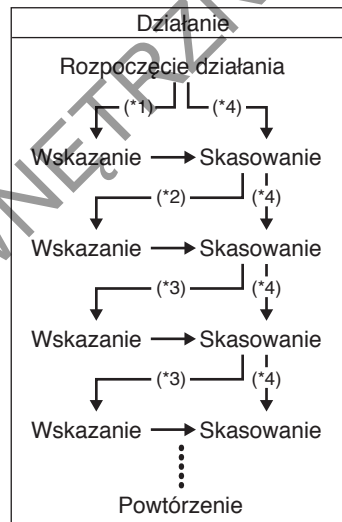 Działanie
Rozpoczęcie działania
(*1) (*4)
Wskazanie Skasowanie
(*2) (*4)
Wskazanie Skasowanie
(*3) (*4)
Wskazanie Skasowanie
(*3) (*4)
Wskazanie Skasowanie
Powtórzenie